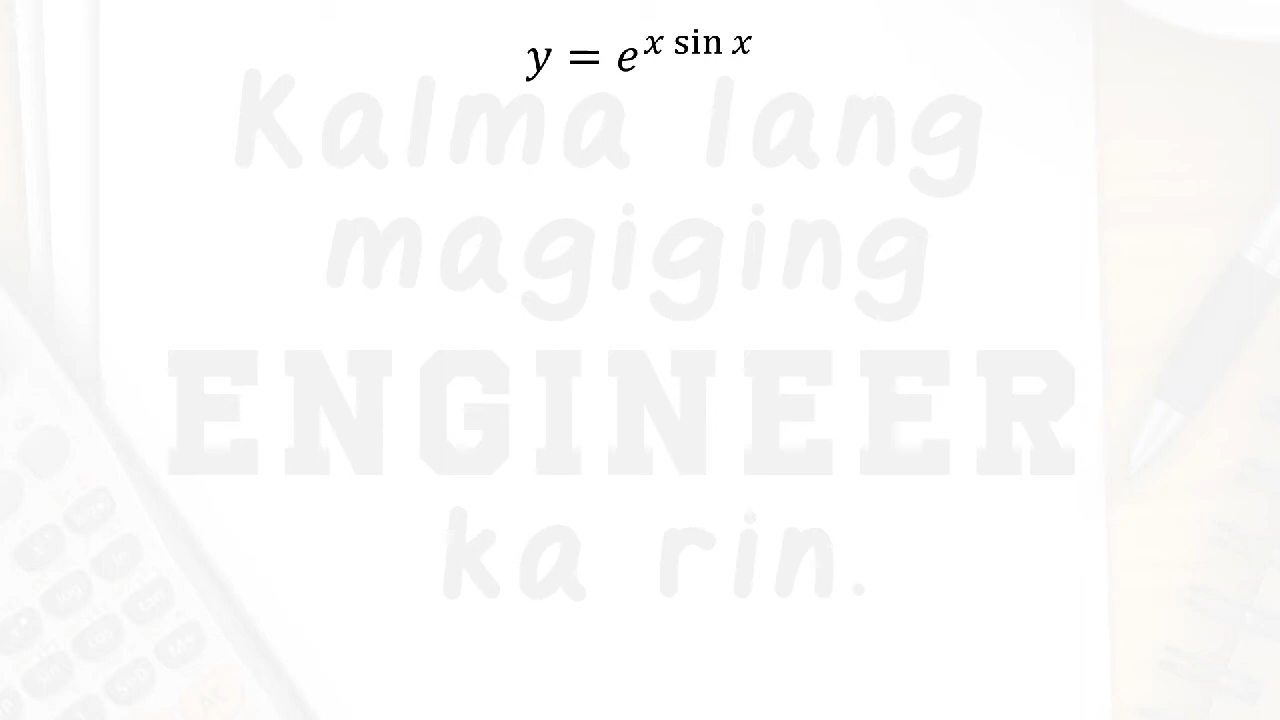 y = e^{x sin x}
Kalma lang
magiging
ENGINEER
ka rin.